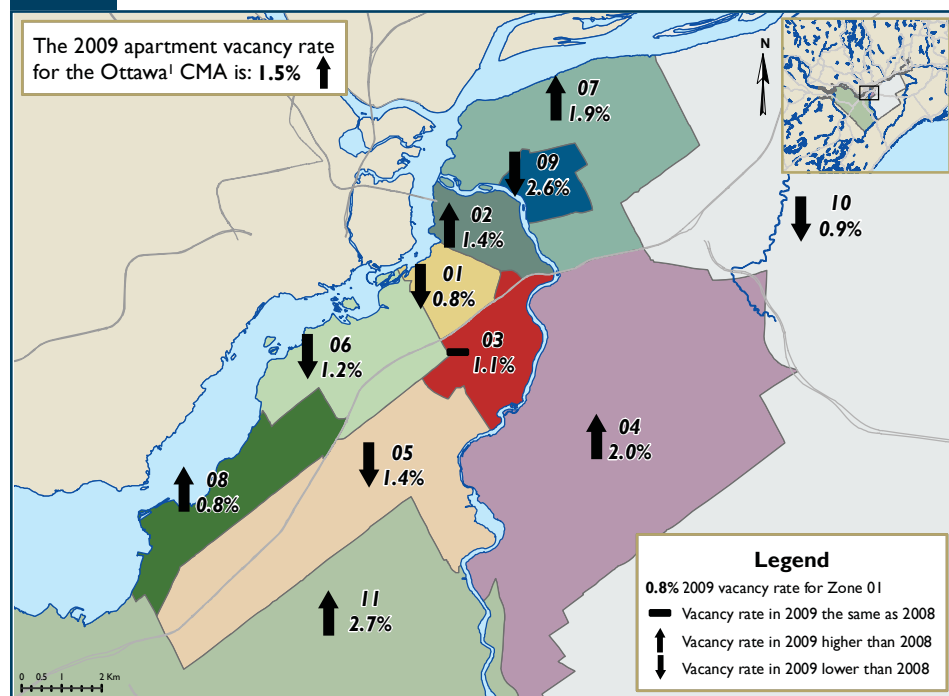 The 2009 apartment vacancy rate
for the Ottawa¹ CMA is: 1.5%
N
07
1.9%
09
2.6%
10
0.9%
02
1.4%
01
0.8%
03
1.1%
06
1.2%
04
2.0%
05
1.4%
08
0.8%
11
2.7%
Legend
0.8% 2009 vacancy rate for Zone 01
Vacancy rate in 2009 the same as 2008
Vacancy rate in 2009 higher than 2008
Vacancy rate in 2009 lower than 2008
0 0.5 1 2 Km